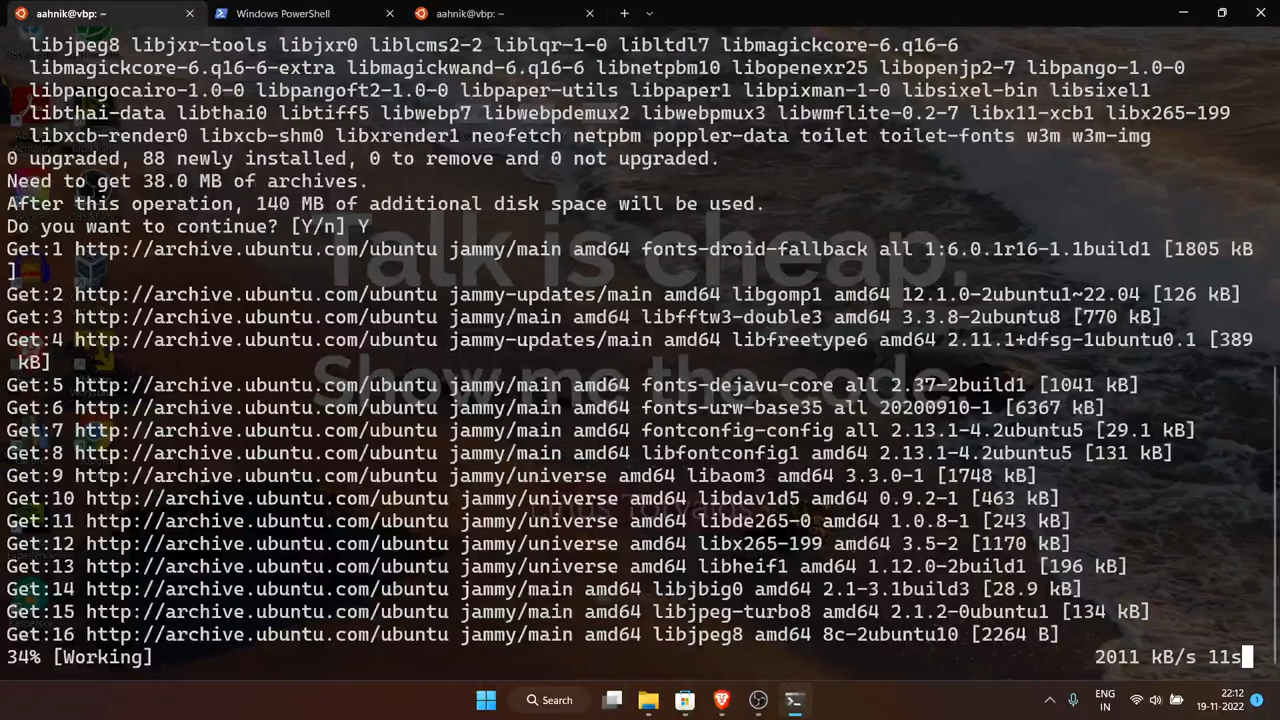 aahnik@vbp: ~
Windows PowerShell
aahnik@vbp: ~
libjpeg8 libjxr-tools libjxr0 liblcms2-2 liblqr-1-0 libltdl7 libmagickcore-6.q16-6
libmagickcore-6.q16-6-extra libmagickwand-6.q16-6 libnetpbm10 libopenexr25 libopenjp2-7 libpango-1.0-0
libpangocairo-1.0-0 libpangoft2-1.0-0 libpaper-utils libpaper1 libpixman-1-0 libsixel-bin libsixel1
libthai-data libthai0 libtiff5 libwebp7 libwebpdemux2 libwebpmux3 libwmflite-0.2-7 libx11-xcb1 libx265-199
libxcb-render0 libxcb-shm0 libxrender1 neofetch netpbm poppler-data toilet toilet-fonts w3m w3m-img
0 upgraded, 88 newly installed, 0 to remove and 0 not upgraded.
Need to get 38.0 MB of archives.
After this operation, 140 MB of additional disk space will be used.
Do you want to continue? [Y/n] Y
Get:1 http://archive.ubuntu.com/ubuntu jammy/main amd64 fonts-droid-fallback all 1:6.0.1r16-1.1build1 [1805 kB
]
Get:2 http://archive.ubuntu.com/ubuntu jammy-updates/main amd64 libgomp1 amd64 12.1.0-2ubuntu1~22.04 [126 kB]
Get:3 http://archive.ubuntu.com/ubuntu jammy/main amd64 libfftw3-double3 amd64 3.3.8-2ubuntu8 [770 kB]
Get:4 http://archive.ubuntu.com/ubuntu jammy-updates/main amd64 libfreetype6 amd64 2.11.1+dfsg-1ubuntu0.1 [389
kB]
Get:5 http://archive.ubuntu.com/ubuntu jammy/main amd64 fonts-dejavu-core all 2.37-2build1 [1041 kB]
Get:6 http://archive.ubuntu.com/ubuntu jammy/main amd64 fonts-urw-base35 all 20200910-1 [6367 kB]
Get:7 http://archive.ubuntu.com/ubuntu jammy/main amd64 fontconfig-config all 2.13.1-4.2ubuntu5 [29.1 kB]
Get:8 http://archive.ubuntu.com/ubuntu jammy/main amd64 libfontconfig1 amd64 2.13.1-4.2ubuntu5 [131 kB]
Get:9 http://archive.ubuntu.com/ubuntu jammy/universe amd64 libaom3 amd64 3.3.0-1 [1748 kB]
Get:10 http://archive.ubuntu.com/ubuntu jammy/universe amd64 libdav1d5 amd64 0.9.2-1 [463 kB]
Get:11 http://archive.ubuntu.com/ubuntu jammy/universe amd64 libde265-0 amd64 1.0.8-1 [243 kB]
Get:12 http://archive.ubuntu.com/ubuntu jammy/universe amd64 libx265-199 amd64 3.5-2 [1170 kB]
Get:13 http://archive.ubuntu.com/ubuntu jammy/universe amd64 libheif1 amd64 1.12.0-2build1 [196 kB]
Get:14 http://archive.ubuntu.com/ubuntu jammy/main amd64 libjbig0 amd64 2.1-3.1build3 [28.9 kB]
Get:15 http://archive.ubuntu.com/ubuntu jammy/main amd64 libjpeg-turbo8 amd64 2.1.2-0ubuntu1 [134 kB]
Get:16 http://archive.ubuntu.com/ubuntu jammy/main amd64 libjpeg8 amd64 8c-2ubuntu10 [2264 B]
34% [Working] 2011 kB/s 11s
Talk is cheap.
Show me the code.
Linus Torvalds
Search
ENG
IN
22:12
19-11-2022
1